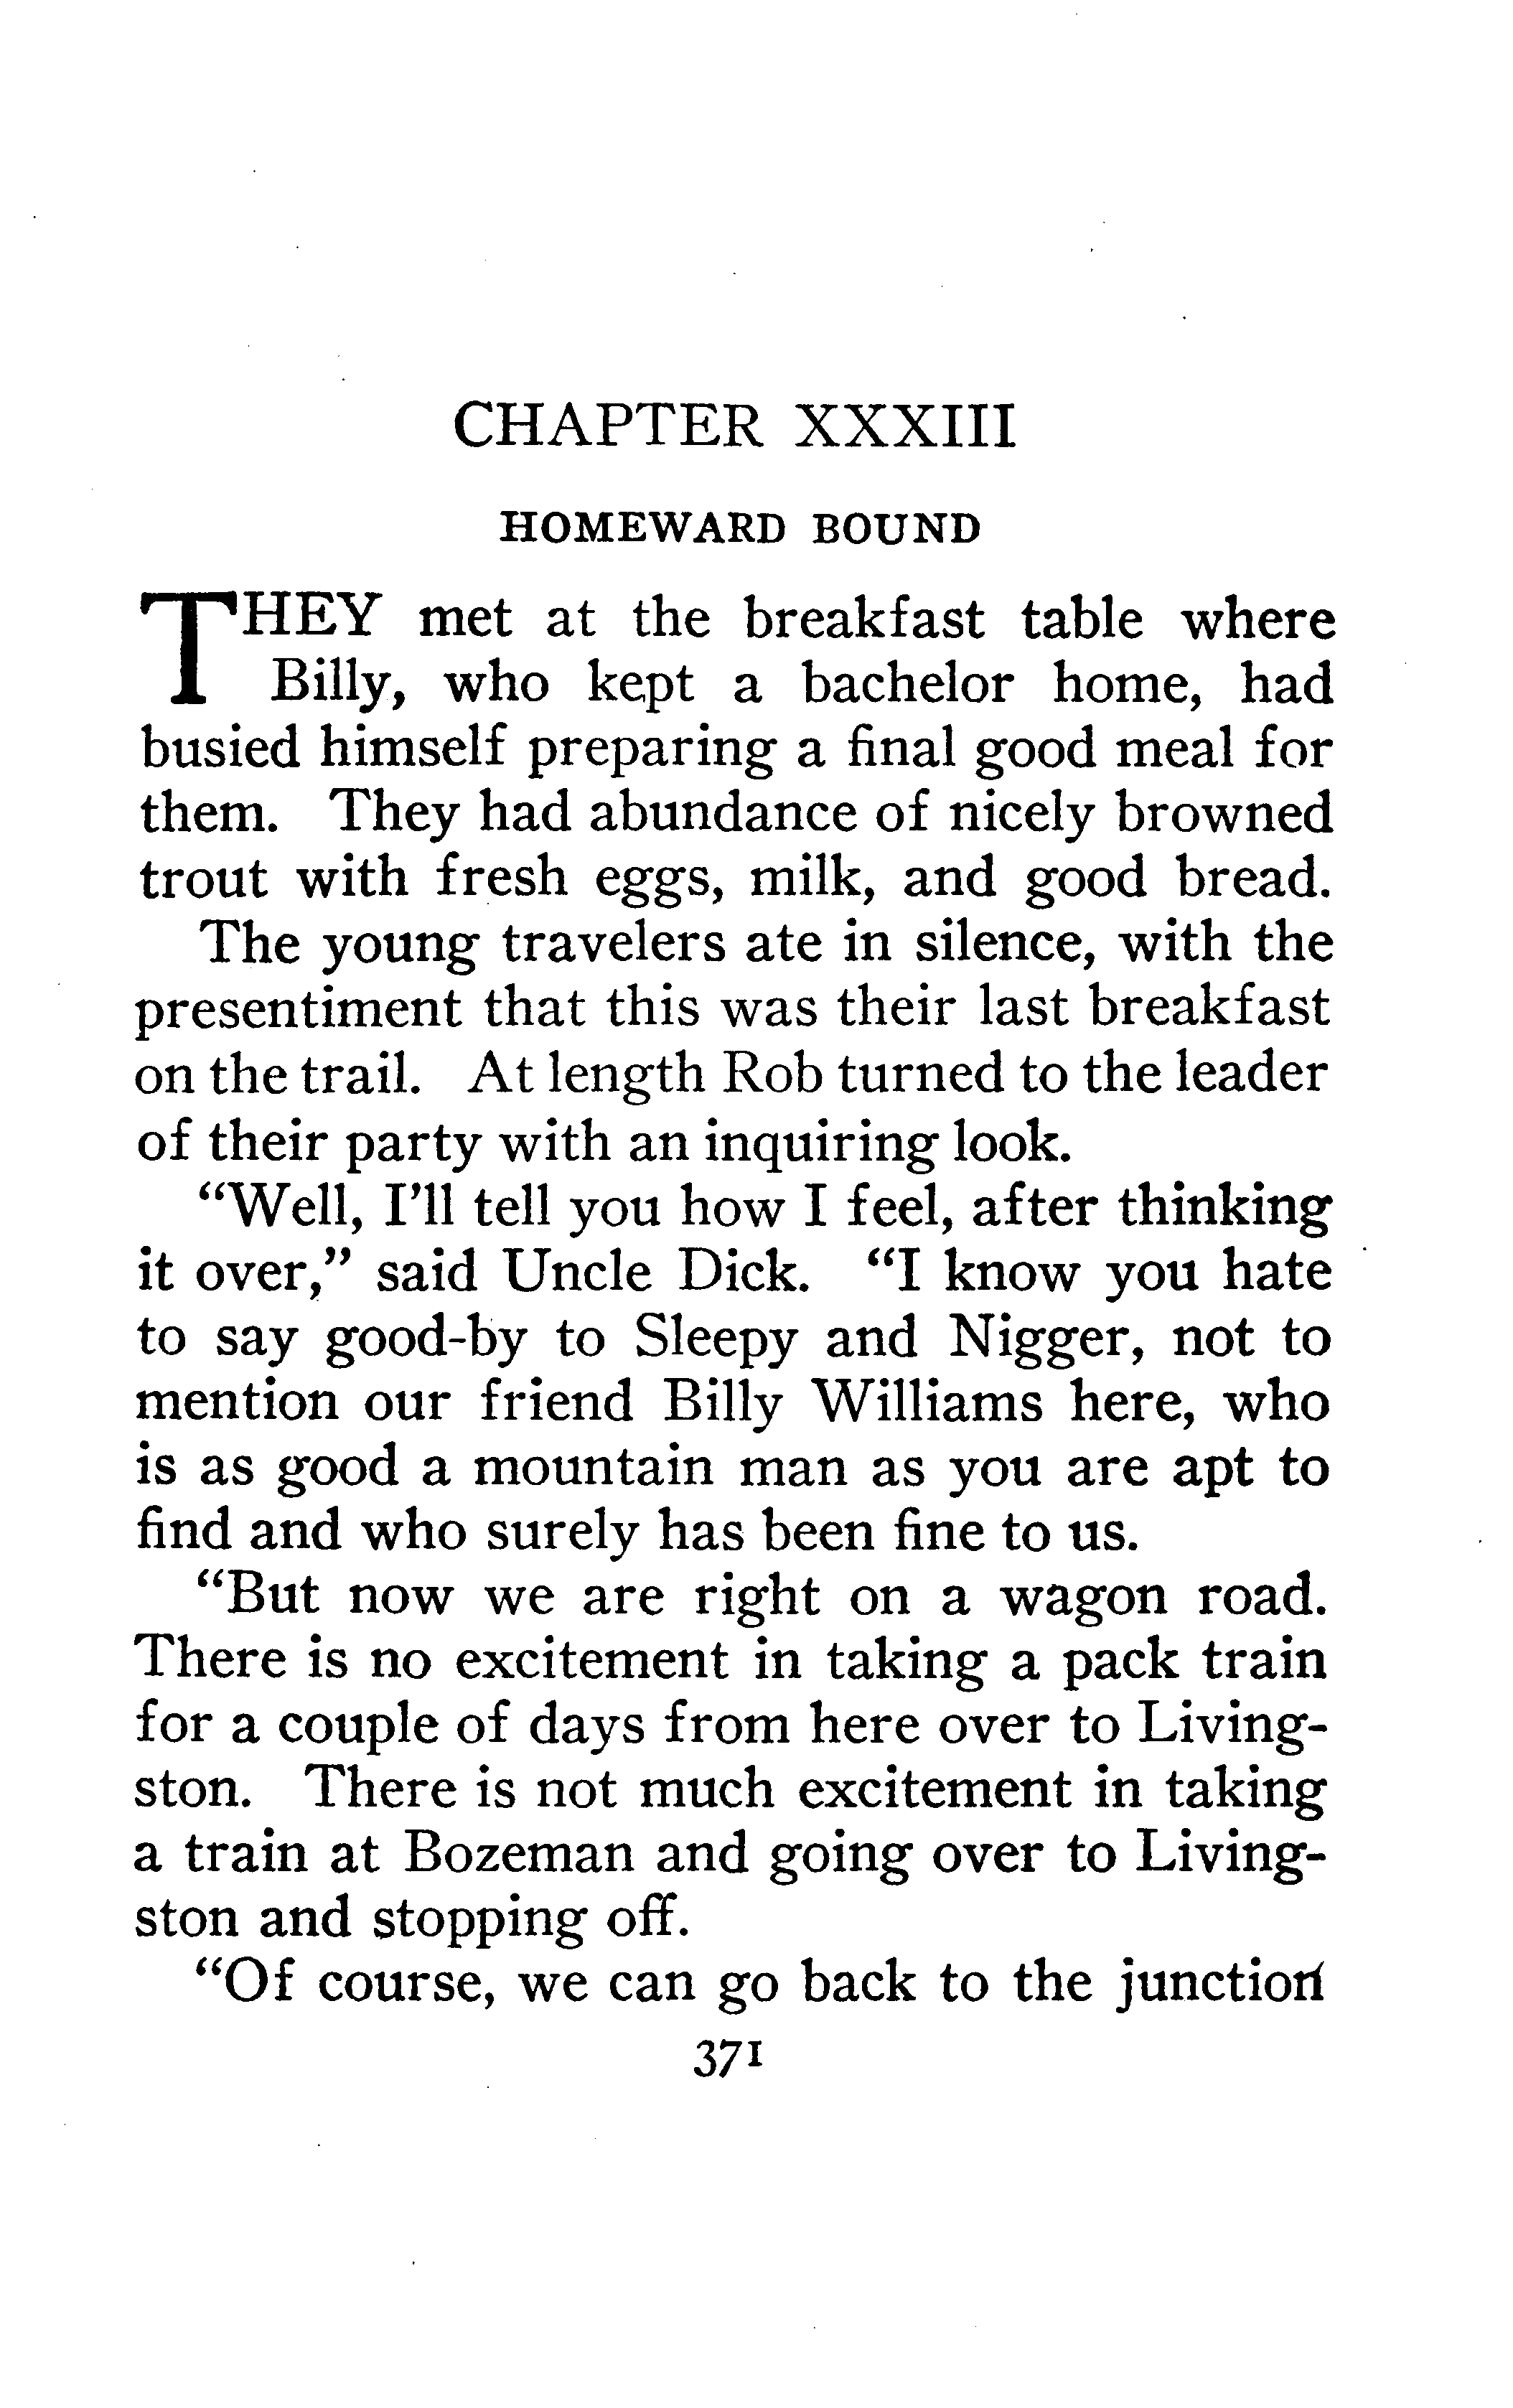 CHAPTER XXXIII
HOMEWARD BOUND
THEY met at the breakfast table where
Billy, who kept a bachelor home, had
busied himself preparing a final good meal for
them. They had abundance of nicely browned
trout with fresh eggs, milk, and good bread.
The young travelers ate in silence, with the
presentiment that this was their last breakfast
on the trail. At length Rob turned to the leader
of their party with an inquiring look.
“Well, I’ll tell you how I feel, after thinking
it over,” said Uncle Dick. “I know you hate
to say good-by to Sleepy and Nigger, not to
mention our friend Billy Williams here, who
is as good a mountain man as you are apt to
find and who surely has been fine to us.
“But now we are right on a wagon road.
There is no excitement in taking a pack train
for a couple of days from here over to Living-
ston. There is not much excitement in taking
a train at Bozeman and going over to Living-
ston and stopping off.
“Of course, we can go back to the junction
371